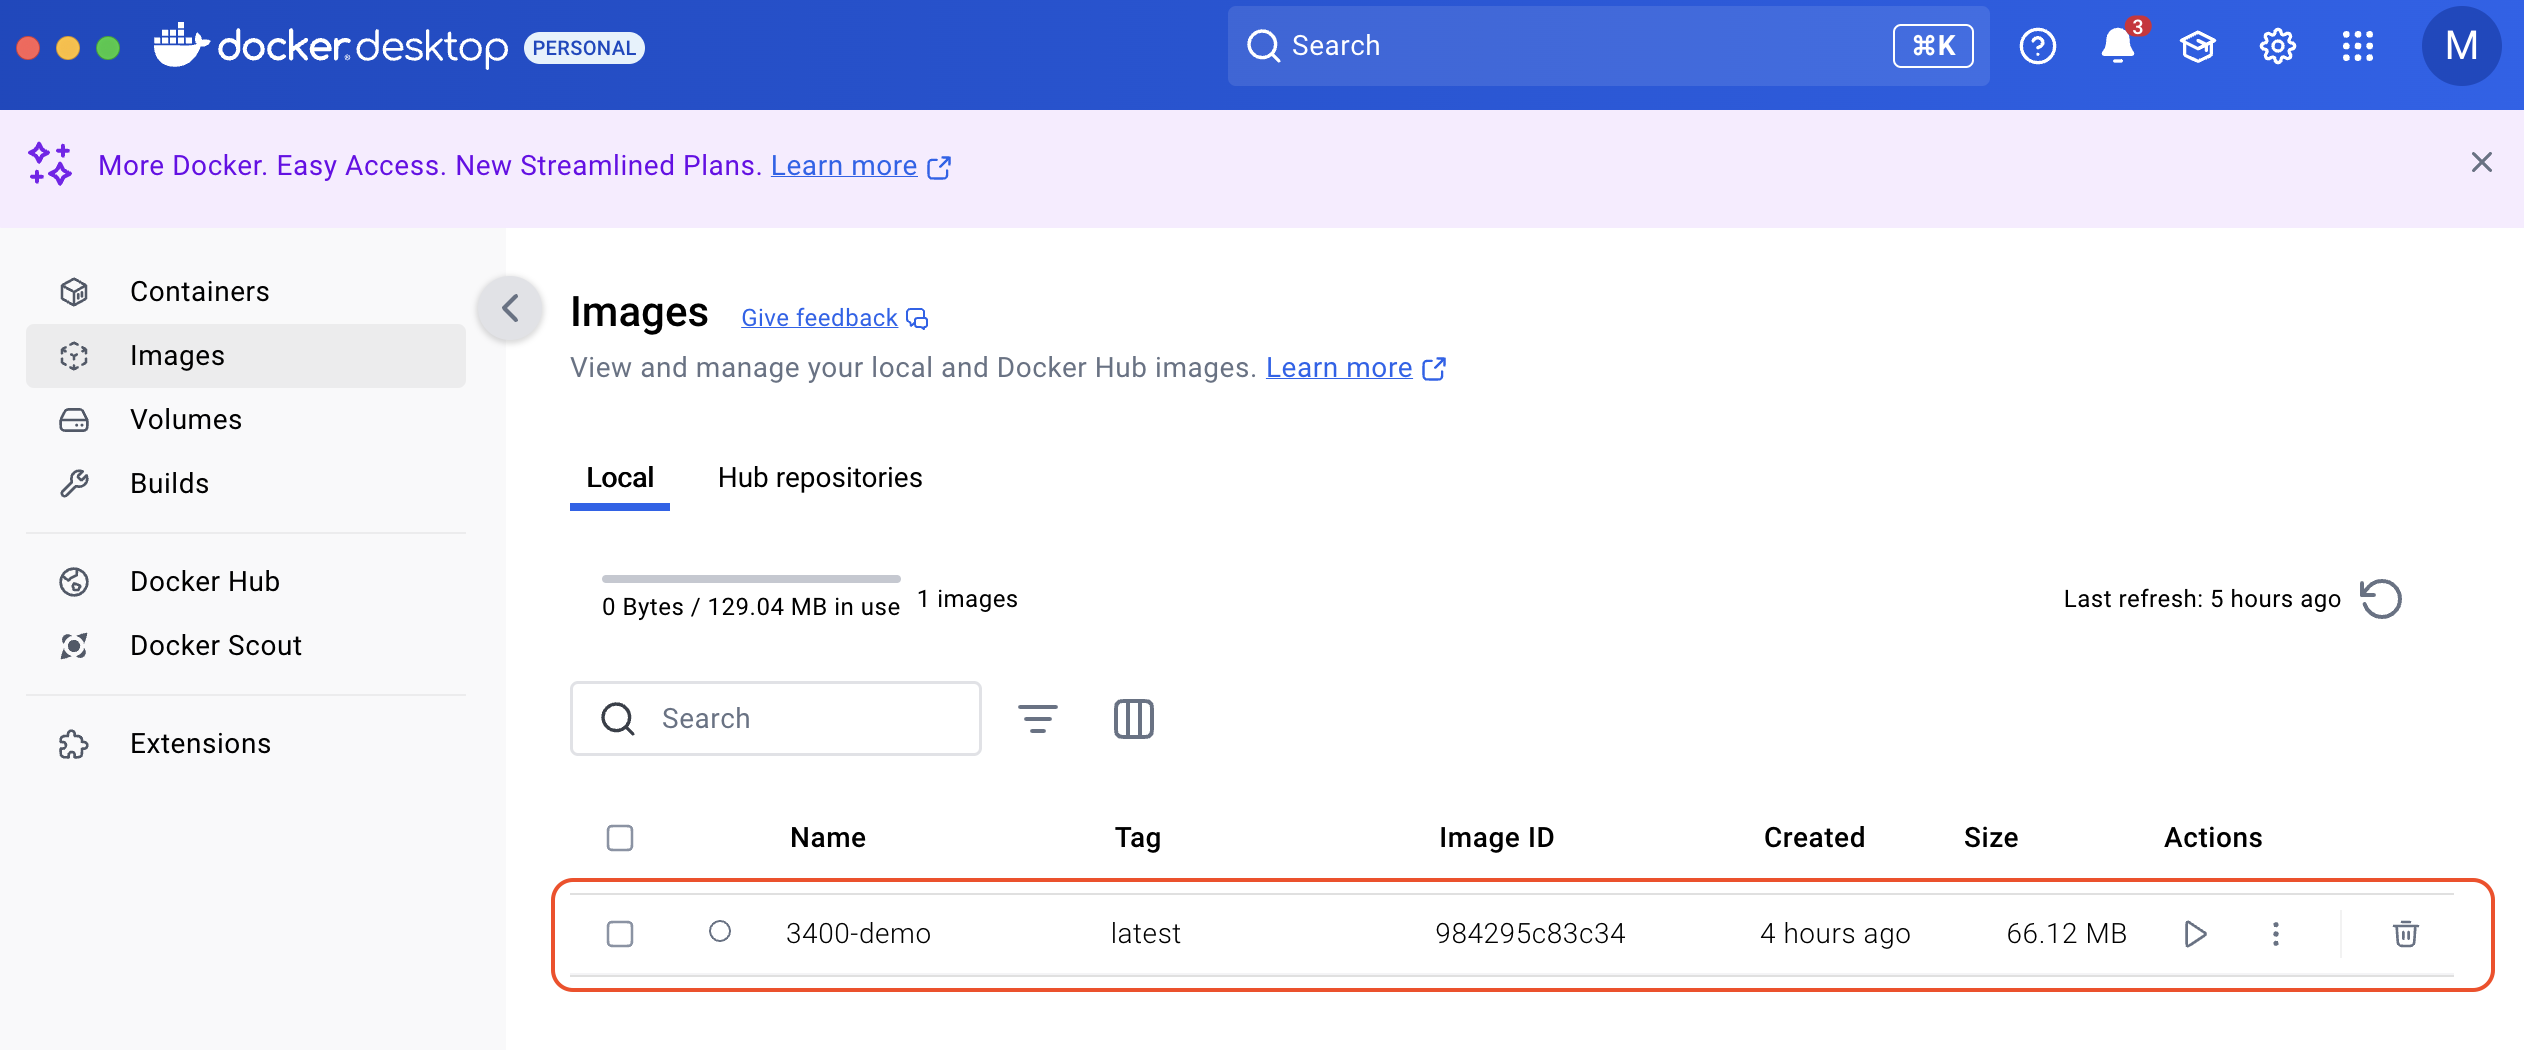 docker.desktop PERSONAL
Search ⌘K
3
M
More Docker. Easy Access. New Streamlined Plans. Learn more
Containers
Images
Volumes
Builds
Docker Hub
Docker Scout
Extensions
Images Give feedback
View and manage your local and Docker Hub images. Learn more
Local Hub repositories
0 Bytes / 129.04 MB in use 1 images
Last refresh: 5 hours ago
Search
Name Tag Image ID Created Size Actions
3400-demo latest 984295c83c34 4 hours ago 66.12 MB